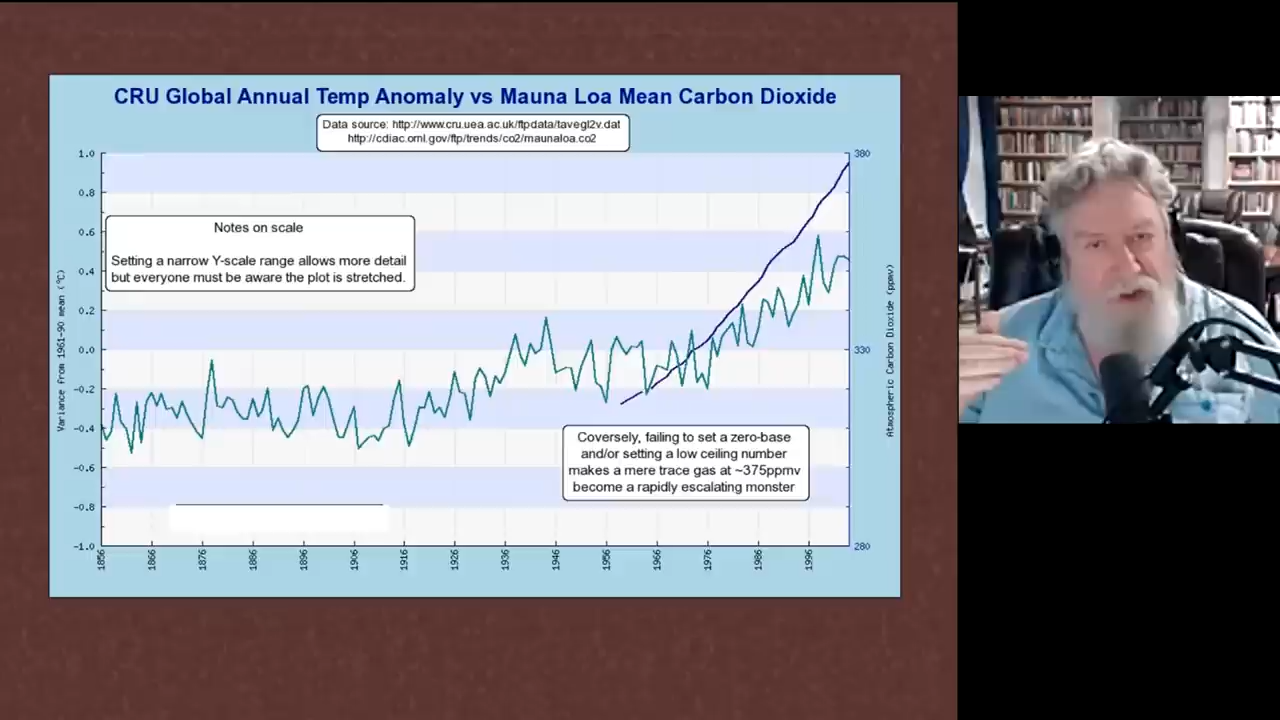 CRU Global Annual Temp Anomaly vs Mauna Loa Mean Carbon Dioxide
Data source: http://www.cru.uea.ac.uk/ftpdata/tavegl2v.dat
http://cdiac.ornl.gov/ftp/trends/co2/maunaloa.co2
1.0
0.8
0.6
0.4
0.2
0.0
-0.2
-0.4
-0.6
-0.8
-1.0
Variance from 1961-90 mean (°C)
Notes on scale
Setting a narrow Y-scale range allows more detail
but everyone must be aware the plot is stretched.
Coversely, failing to set a zero-base
and/or setting a low ceiling number
makes a mere trace gas at ~375ppmv
become a rapidly escalating monster
380
330
280
Atmospheric Carbon Dioxide (ppmv)
1856
1866
1876
1886
1896
1906
1916
1926
1936
1946
1956
1966
1976
1986
1996